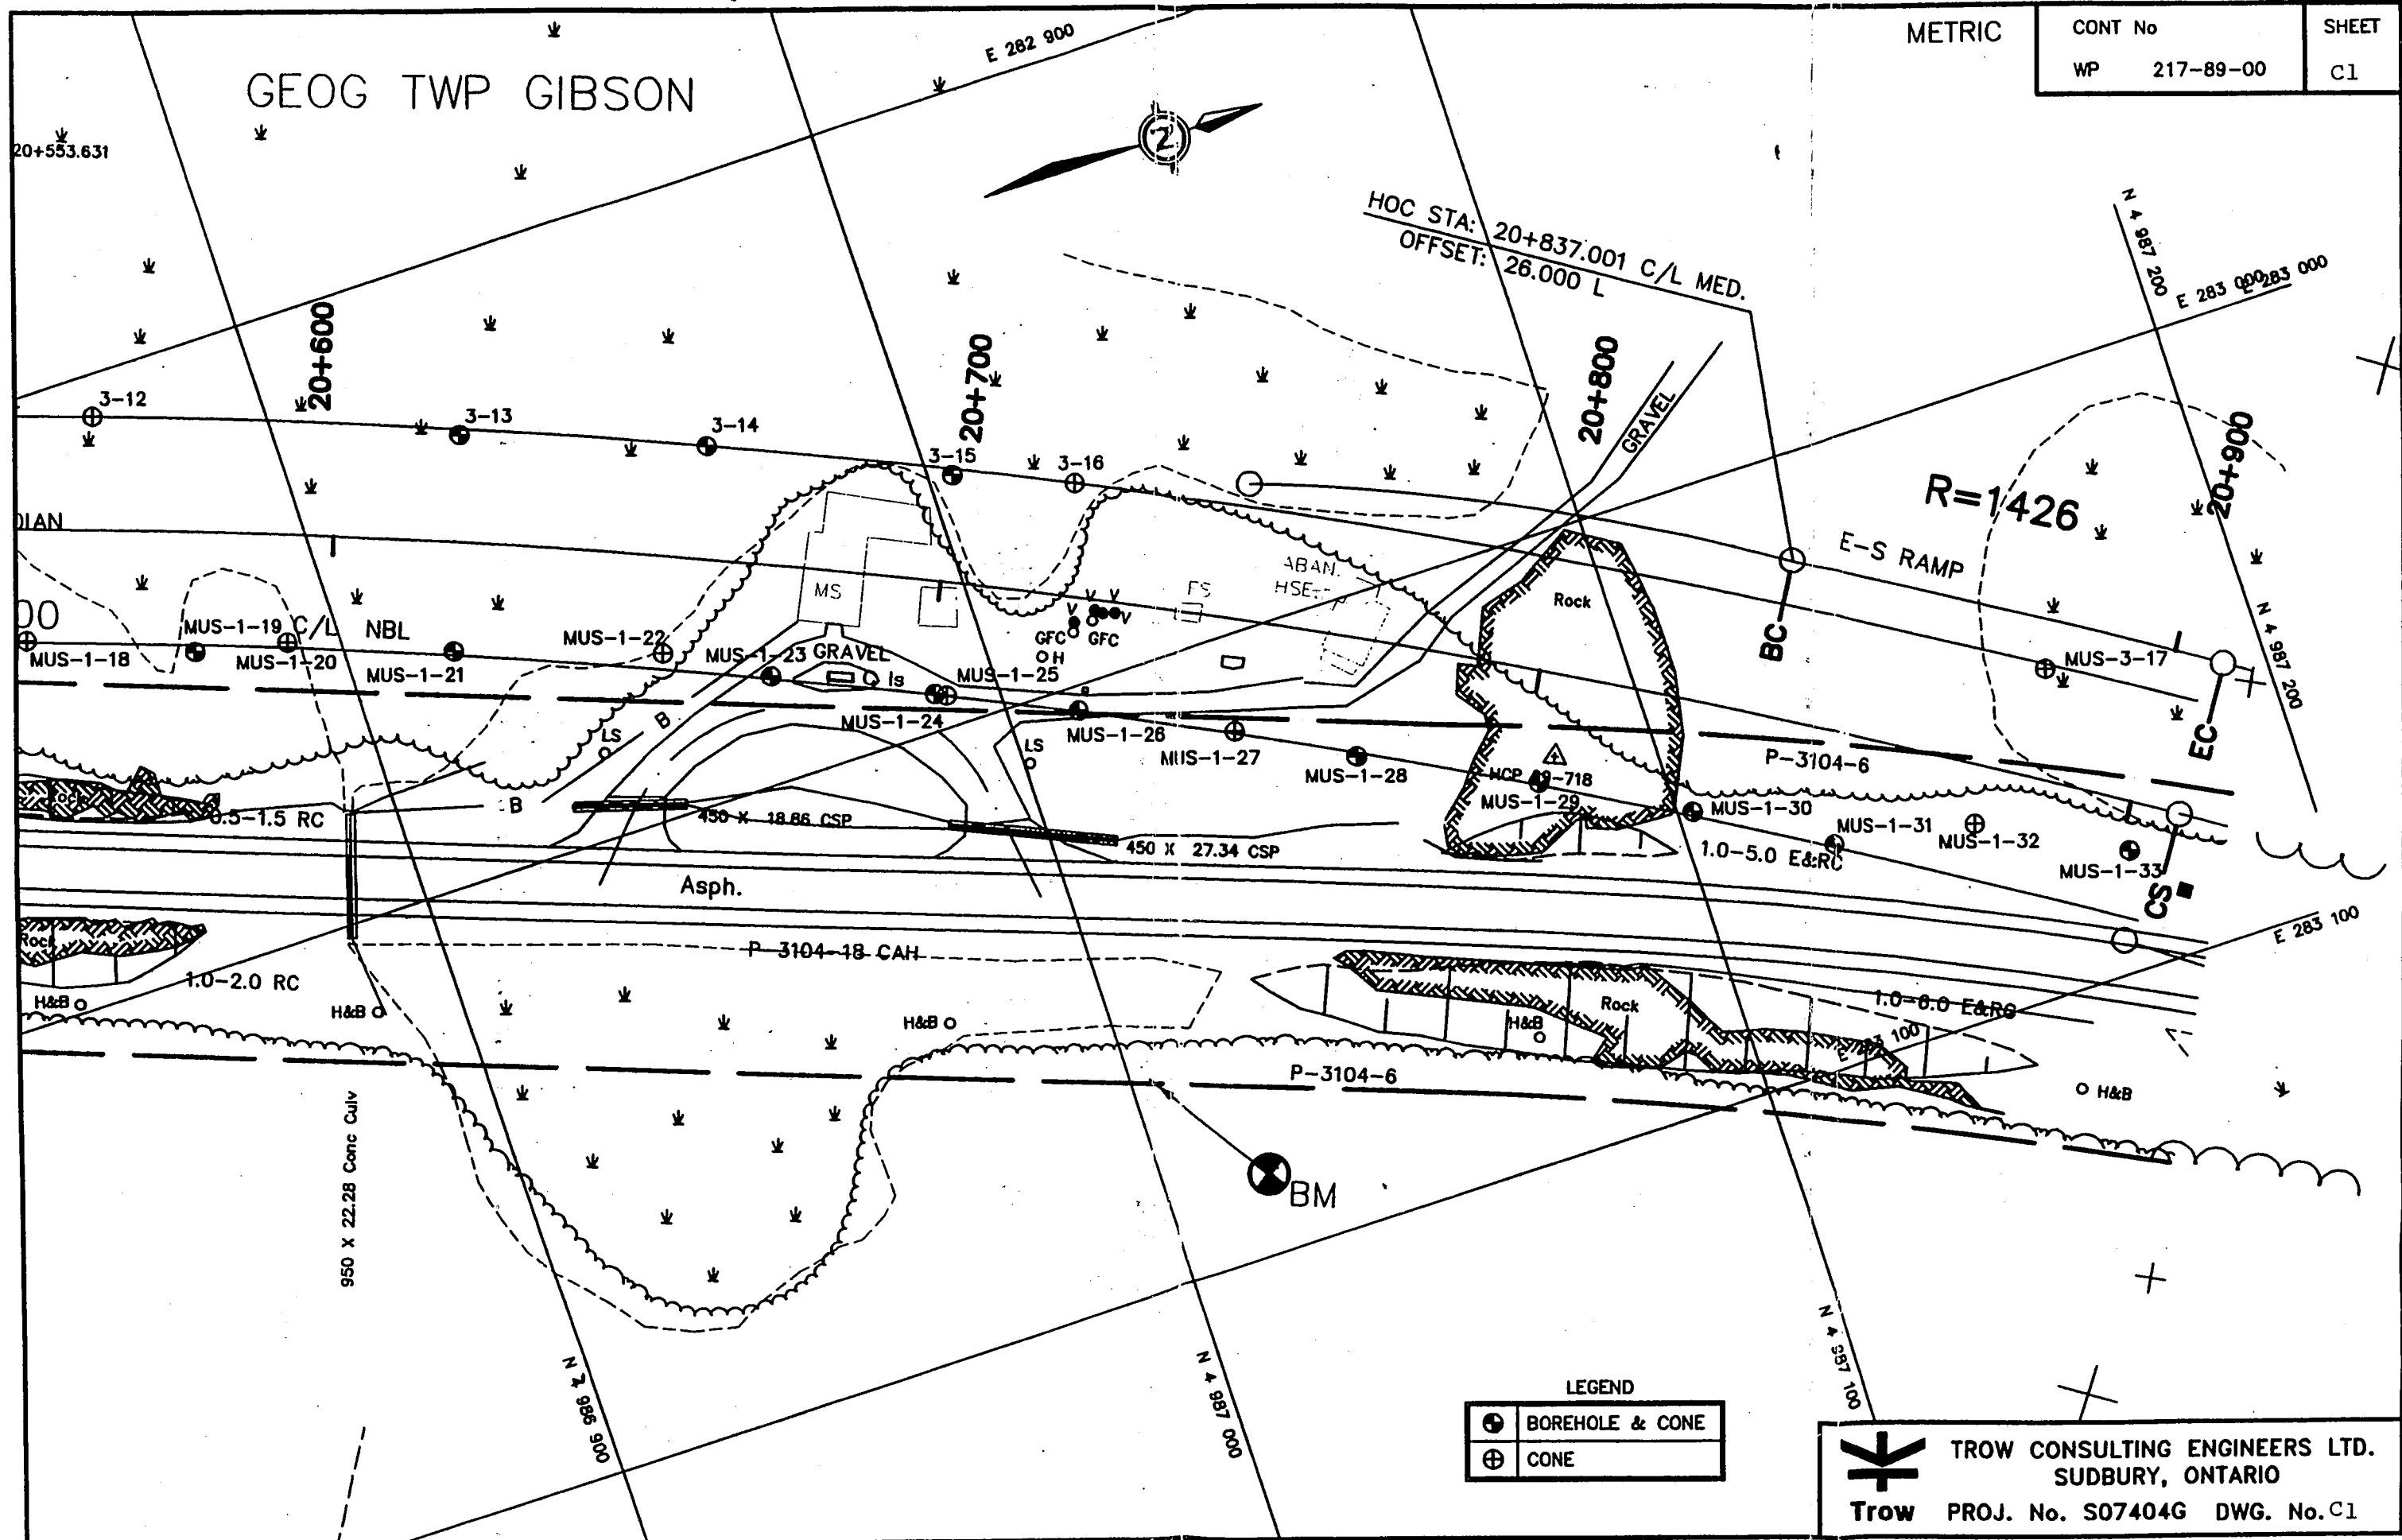 METRIC
CONT No
WP 217-89-00
SHEET
C1
GEOG TWP GIBSON
E 282 900
20+553.631
HOC STA: 20+837.001 C/L MED.
OFFSET: 26.000 L
N 4 987 200
E 283 000
E 283 000
20+600
20+700
20+800
20+900
GRAVEL
3-12
3-13
3-14
3-15
3-16
R=1426
E-S RAMP
DIAN
MS
FS
ABAN.
HSE
Rock
V
V
V
V
GFC
GFC
H
BC
N 4 987 200
00
MUS-1-18
MUS-1-19
C/L NBL
MUS-1-20
MUS-1-21
MUS-1-22
MUS-1-23
GRAVEL
Is
MUS-1-24
MUS-1-25
MUS-1-26
MUS-1-27
MUS-1-28
MUS-1-29
MUS-1-30
MUS-1-31
MUS-1-32
MUS-1-33
MUS-3-17
EC
CS
B
B
LS
LS
P-3104-6
HCP 89-718
Rock
0.5-1.5 RC
450 X 18.86 CSP
450 X 27.34 CSP
1.0-5.0 E&RC
Asph.
E 283 100
Rock
P-3104-18 CAH
1.0-2.0 RC
H&B
H&B
H&B
H&B
Rock
1.0-6.0 E&RC
E 283 100
H&B
P-3104-6
950 X 22.28 Conc Culv
BM
N 4 986 900
N 4 987 000
N 4 987 100
LEGEND
BOREHOLE & CONE
CONE
TROW CONSULTING ENGINEERS LTD.
SUDBURY, ONTARIO
Trow PROJ. No. S07404G DWG. No. C1